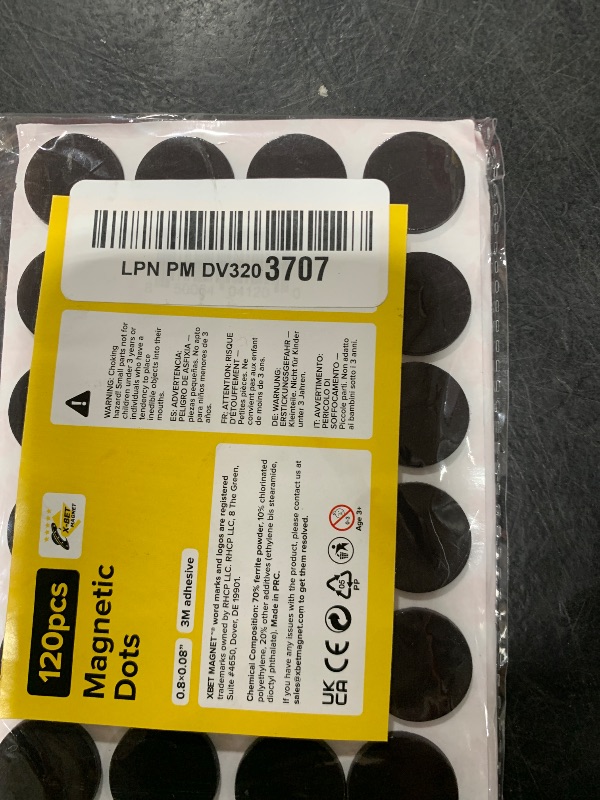 LPN PM DV3203707
WARNING: Choking
hazard! Small parts not for
children under 3 years or
individuals who have a
tendency to place
inedible objects into their
mouths.
ES: ADVERTENCIA:
PELIGRO DE ASFIXIA —
piezas pequeñas. No apto
para niños menores de 3
años.
FR: ATTENTION: RISQUE
D'ÉTOUFFEMENT —
Petites pièces. Ne
convient pas aux enfant
de moins de 3 ans.
DE: WARNUNG:
ERSTICKUNGSGEFAHR —
Kleinteile. Nicht für Kinder
unter 3 Jahren.
IT: AVVERTIMENTO:
PERICOLO DI
SOFFOCAMENTO —
Piccole parti. Non adatto
ai bambini sotto i 3 anni.
X-BET
MAGNET
120pcs
Magnetic
Dots
0.8×0.08" 3M adhesive
XBET MAGNET™® word marks and logos are registered
trademarks owned by RHCP LLC. RHCP LLC, 8 The Green,
Suite #4650, Dover, DE 19901.
Chemical Composition: 70% ferrite powder, 10% chlorinated
polyethylene, 20% other additives (ethylene bis stearamide,
dioctyl phthalate). Made in PRC.
If you have any issues with the product, please contact us at
sales@xbetmagnet.com to get them resolved.
UK
CA
CE
05
PP
0-3
Age 3+